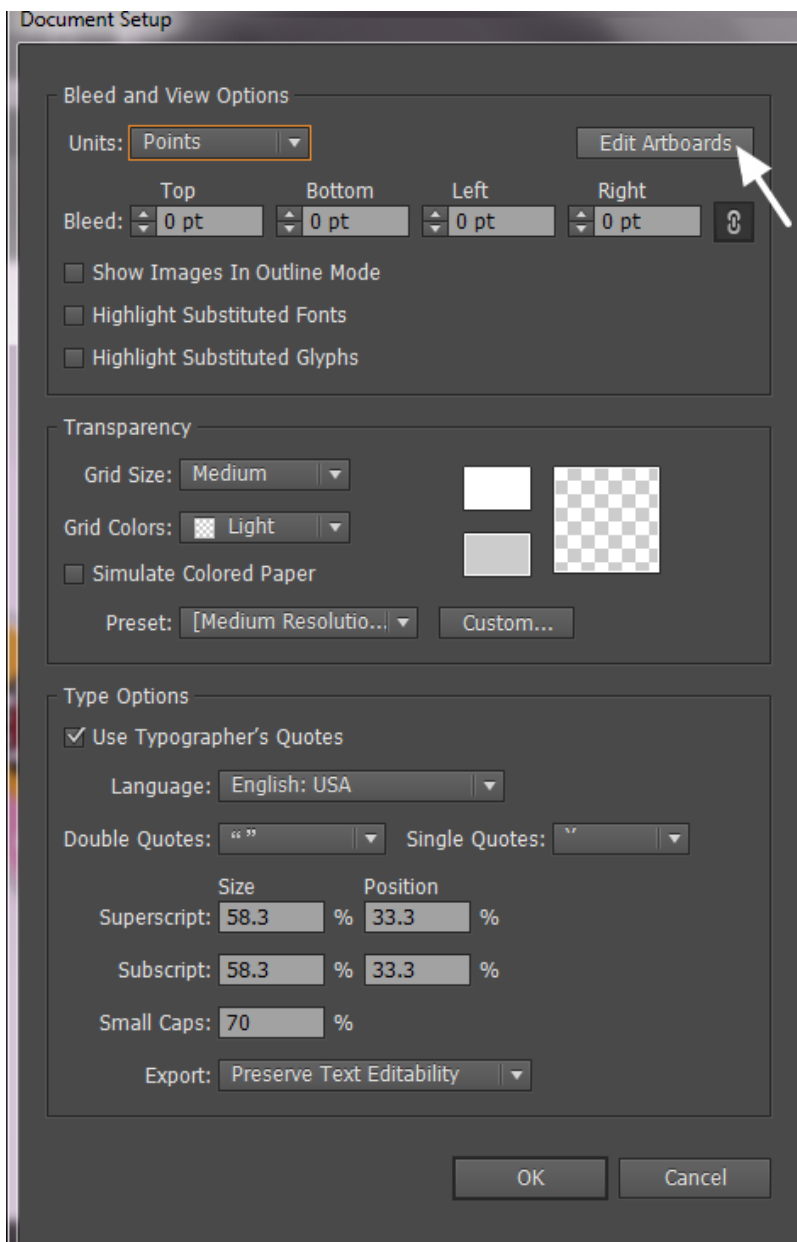 Document Setup
Bleed and View Options
Units: Points Edit Artboards
Top Bottom Left Right
Bleed: 0 pt 0 pt 0 pt 0 pt
Show Images In Outline Mode
Highlight Substituted Fonts
Highlight Substituted Glyphs
Transparency
Grid Size: Medium
Grid Colors: Light
Simulate Colored Paper
Preset: [Medium Resolutio... Custom...
Type Options
Use Typographer’s Quotes
Language: English: USA
Double Quotes: “ ” Single Quotes: ‘’
Size Position
Superscript: 58.3 % 33.3 %
Subscript: 58.3 % 33.3 %
Small Caps: 70 %
Export: Preserve Text Editability
OK Cancel